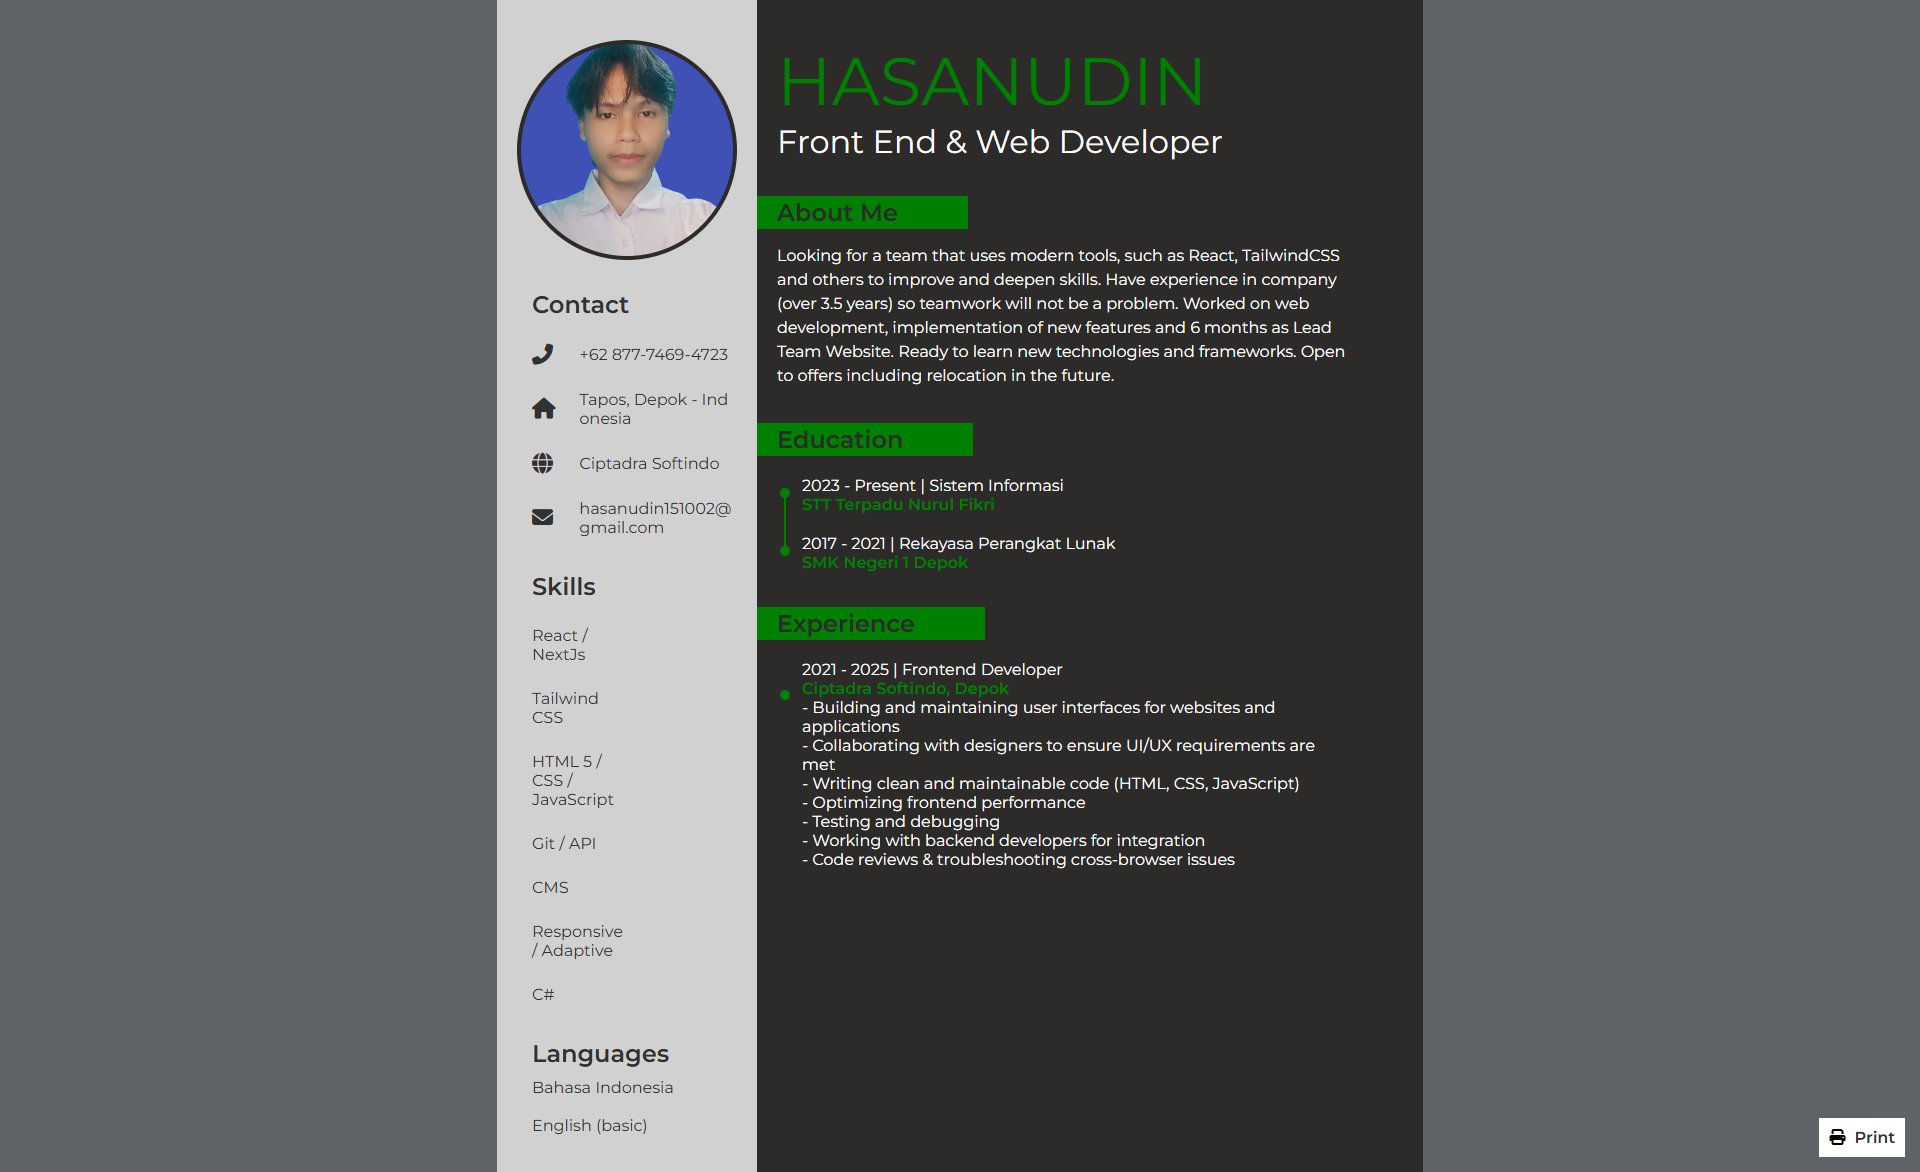 Contact
+62 877-7469-4723
Tapos, Depok - Ind
onesia
Ciptadra Softindo
hasanudin151002@
gmail.com
Skills
React /
NextJs
Tailwind
CSS
HTML 5 /
CSS /
JavaScript
Git / API
CMS
Responsive
/ Adaptive
C#
Languages
Bahasa Indonesia
English (basic)
HASANUDIN
Front End & Web Developer
About Me
Looking for a team that uses modern tools, such as React, TailwindCSS
and others to improve and deepen skills. Have experience in company
(over 3.5 years) so teamwork will not be a problem. Worked on web
development, implementation of new features and 6 months as Lead
Team Website. Ready to learn new technologies and frameworks. Open
to offers including relocation in the future.
Education
2023 - Present | Sistem Informasi
STT Terpadu Nurul Fikri
2017 - 2021 | Rekayasa Perangkat Lunak
SMK Negeri 1 Depok
Experience
2021 - 2025 | Frontend Developer
Ciptadra Softindo, Depok
- Building and maintaining user interfaces for websites and
applications
- Collaborating with designers to ensure UI/UX requirements are
met
- Writing clean and maintainable code (HTML, CSS, JavaScript)
- Optimizing frontend performance
- Testing and debugging
- Working with backend developers for integration
- Code reviews & troubleshooting cross-browser issues
Print